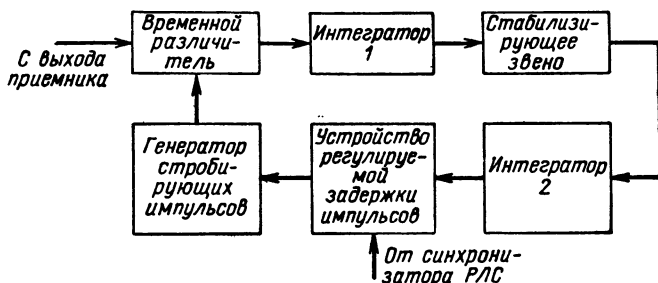 С выхода
приемника
Временной
различи-
тель
Интегратор
1
Стабилизи-
рующее
звено
Генератор
строби-
рующих
импульсов
Устройство
регулируе-
мой
задержки
импульсов
Интегратор
2
От синхрони-
затора РЛС